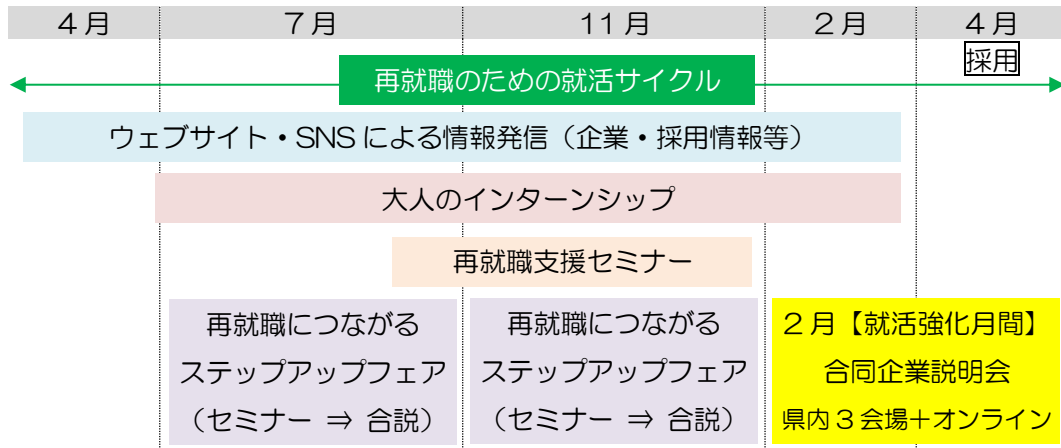 4月 7月 11月 2月 4月
採用
再就職のための就活サイクル
ウェブサイト・SNSによる情報発信（企業・採用情報等）
大人のインターンシップ
再就職支援セミナー
再就職につながる
ステップアップフェア
（セミナー ⇒ 合説）
再就職につながる
ステップアップフェア
（セミナー ⇒ 合説）
2月【就活強化月間】
合同企業説明会
県内3会場＋オンライン